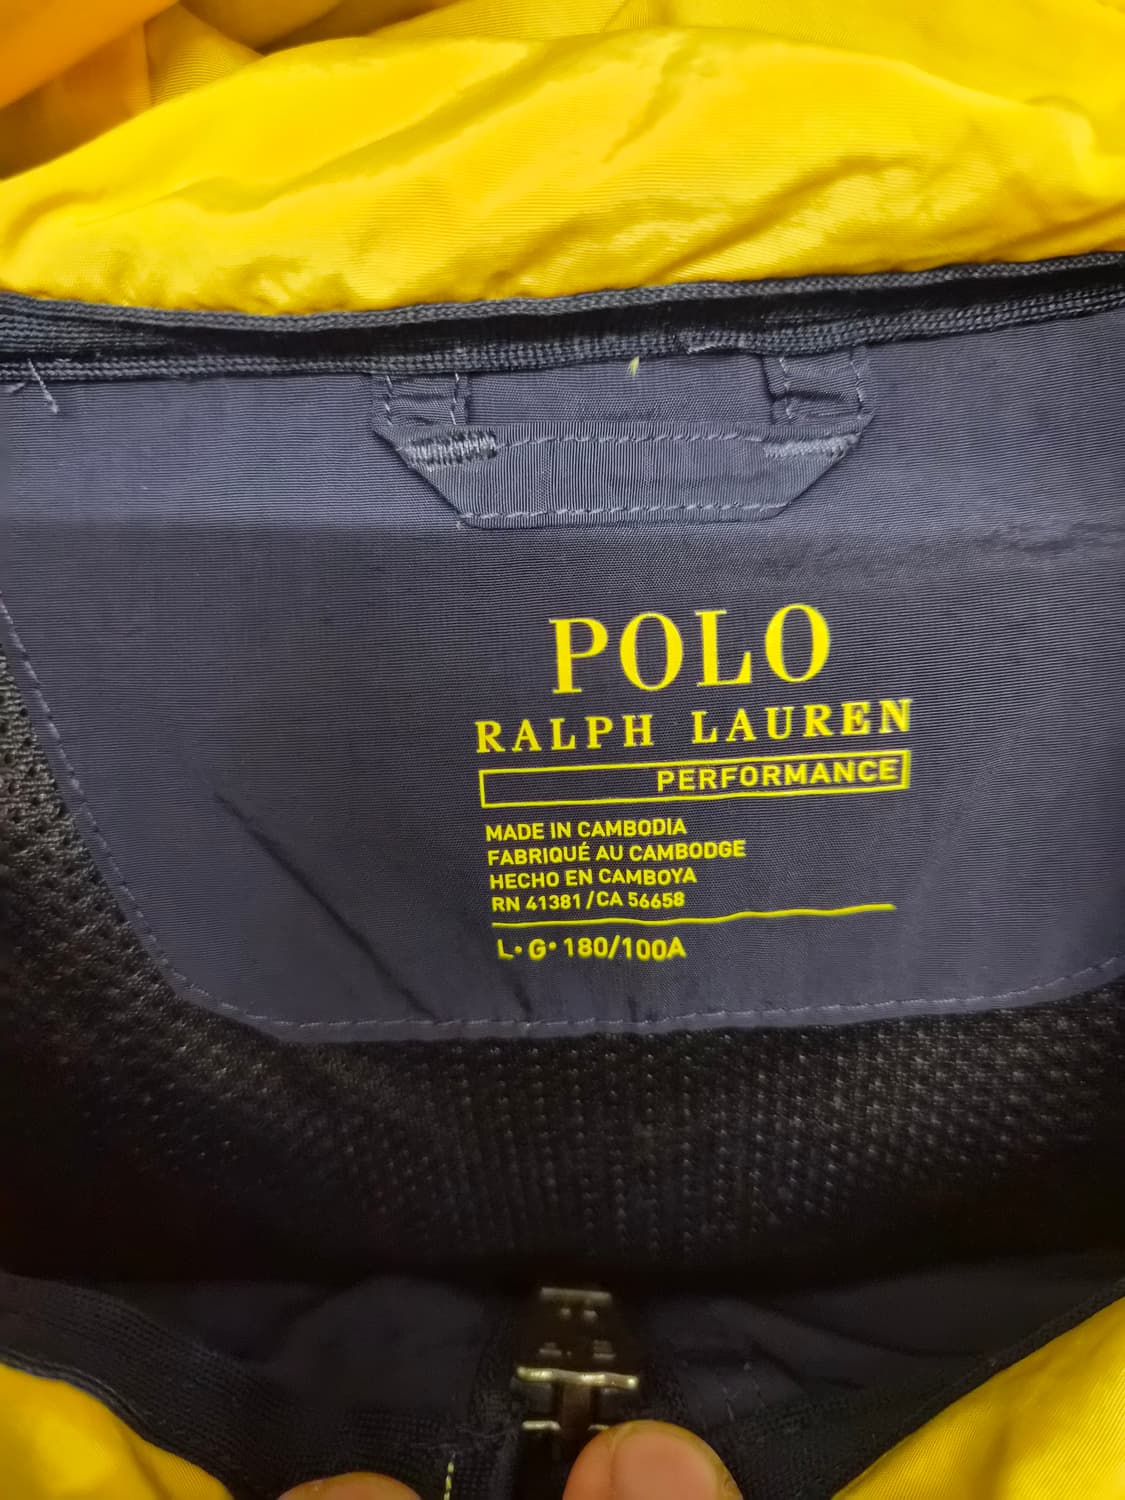 POLO
RALPH LAUREN
PERFORMANCE
MADE IN CAMBODIA
FABRIQUÉ AU CAMBODGE
HECHO EN CAMBOYA
RN 41381 / CA 56658
L• G• 180/100A